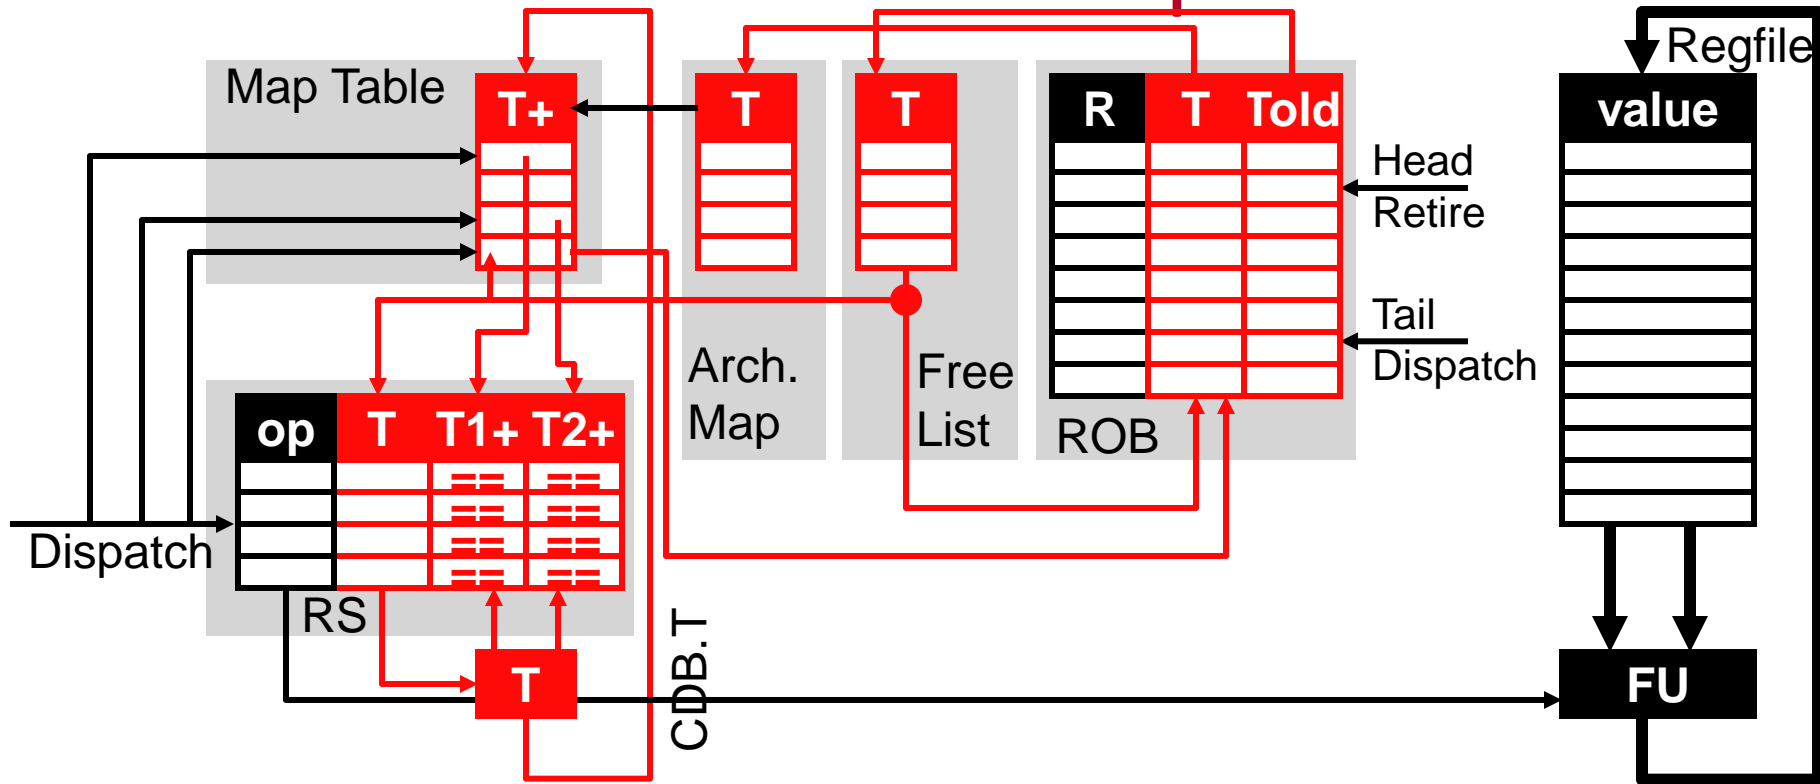 Map Table
T+
T
T
R
T
Told
Regfile
value
Head
Retire
Tail
Dispatch
Arch.
Map
Free
List
ROB
op
T
T1+
T2+
== ==
== ==
== ==
== ==
== ==
== ==
== ==
== ==
Dispatch
RS
T
CDB.T
FU